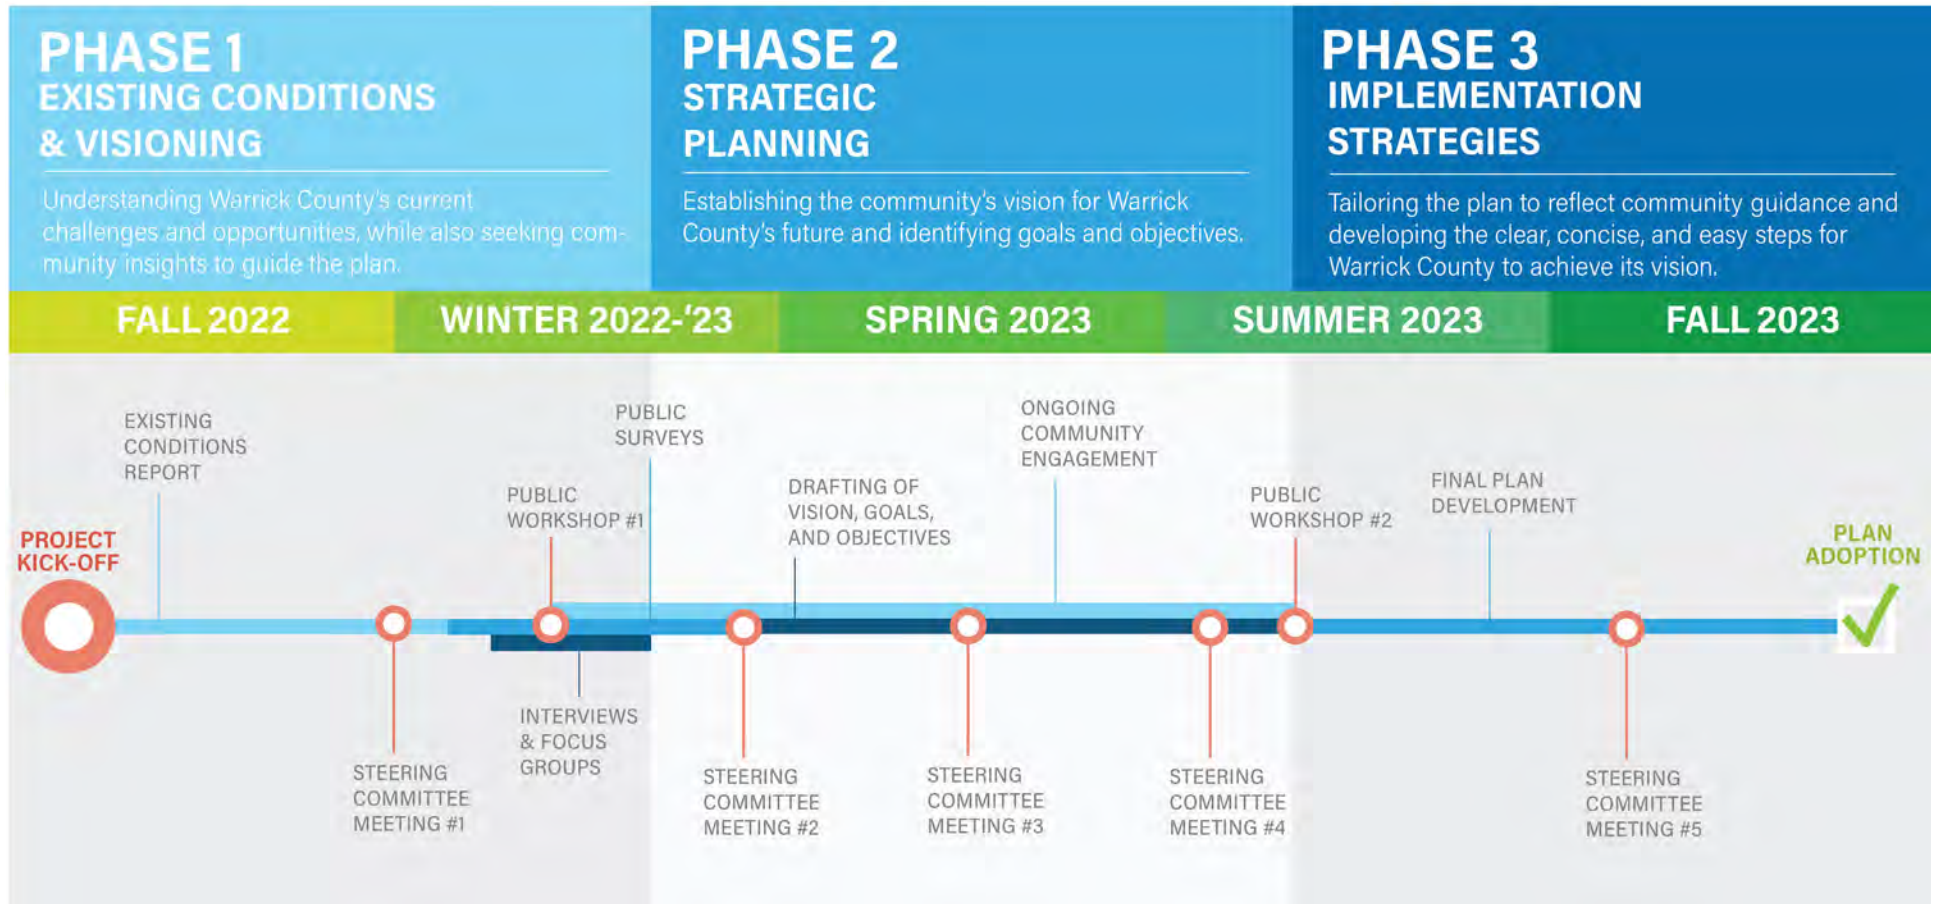 PHASE 1
EXISTING CONDITIONS
& VISIONING
Understanding Warrick County's current
challenges and opportunities, while also seeking com-
munity insights to guide the plan.
PHASE 2
STRATEGIC
PLANNING
Establishing the community's vision for Warrick
County's future and identifying goals and objectives.
PHASE 3
IMPLEMENTATION
STRATEGIES
Tailoring the plan to reflect community guidance and
developing the clear, concise, and easy steps for
Warrick County to achieve its vision.
FALL 2022
WINTER 2022-'23
SPRING 2023
SUMMER 2023
FALL 2023
PROJECT
KICK-OFF
EXISTING
CONDITIONS
REPORT
STEERING
COMMITTEE
MEETING #1
PUBLIC
WORKSHOP #1
INTERVIEWS
& FOCUS
GROUPS
PUBLIC
SURVEYS
STEERING
COMMITTEE
MEETING #2
DRAFTING OF
VISION, GOALS,
AND OBJECTIVES
STEERING
COMMITTEE
MEETING #3
ONGOING
COMMUNITY
ENGAGEMENT
STEERING
COMMITTEE
MEETING #4
PUBLIC
WORKSHOP #2
FINAL PLAN
DEVELOPMENT
STEERING
COMMITTEE
MEETING #5
PLAN
ADOPTION